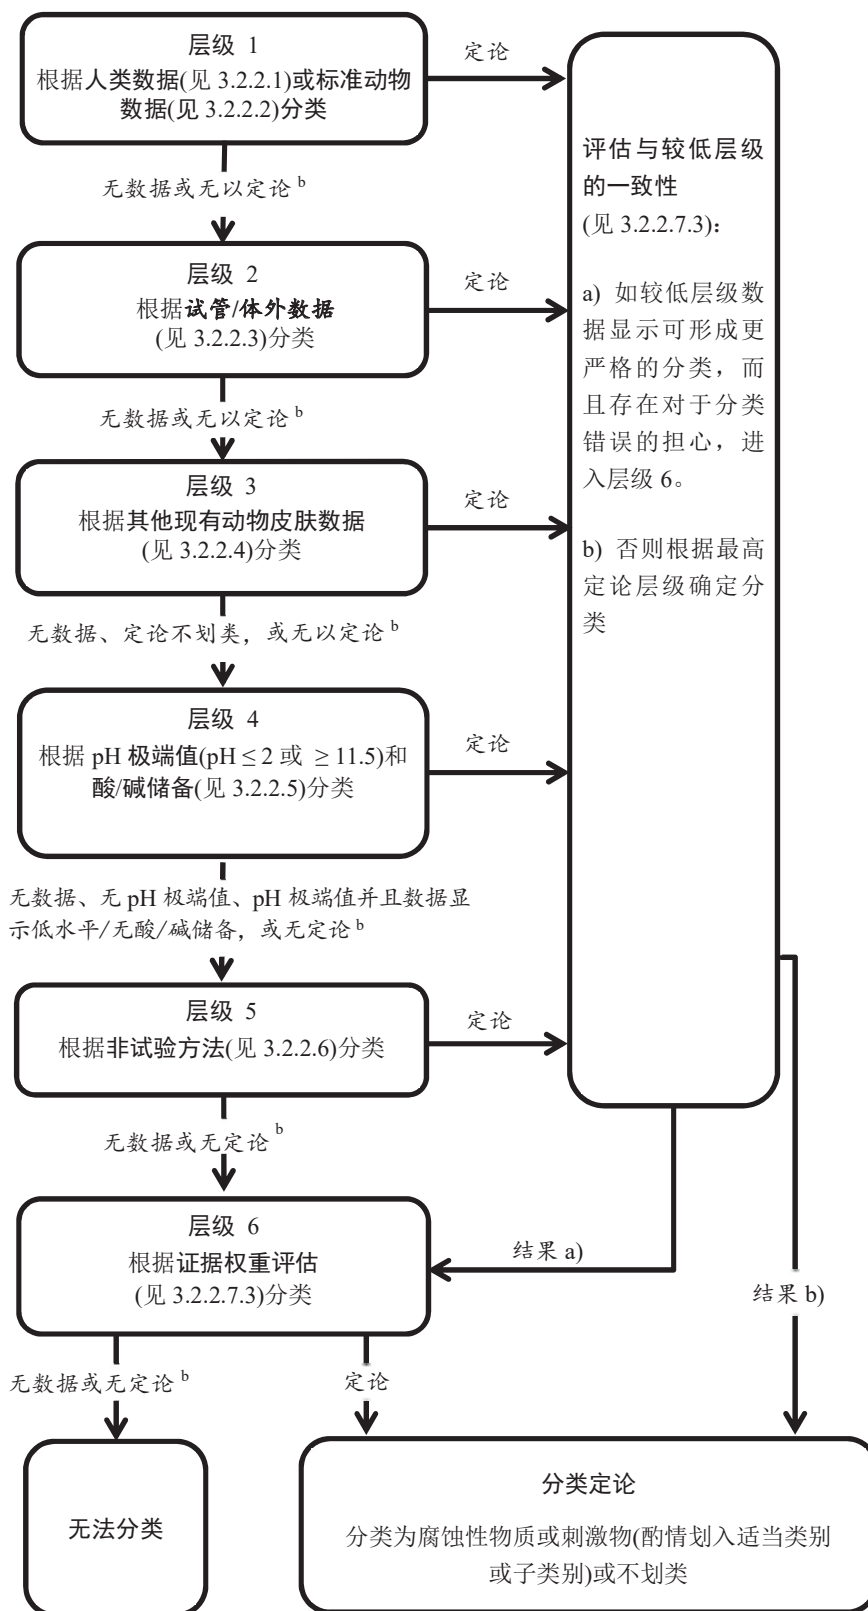 层级 1
根据人类数据(见 3.2.2.1)或标准动物
数据(见 3.2.2.2)分类
定论
无数据或无以定论 b
层级 2
根据试管/体外数据
(见 3.2.2.3)分类
定论
无数据或无以定论 b
层级 3
根据其他现有动物皮肤数据
(见 3.2.2.4)分类
定论
无数据、定论不划类，或无以定论 b
层级 4
根据 pH 极端值(pH ≤ 2 或 ≥ 11.5)和
酸/碱储备(见 3.2.2.5)分类
定论
无数据、无 pH 极端值、pH 极端值并且数据显
示低水平/无酸/碱储备，或无定论 b
层级 5
根据非试验方法(见 3.2.2.6)分类
定论
无数据或无定论 b
评估与较低层级
的一致性
(见 3.2.2.7.3)：
a) 如较低层级数
据显示可形成更
严格的分类，而
且存在对于分类
错误的担心，进
入层级 6。
b) 否则根据最高
定论层级确定分
类
层级 6
根据证据权重评估
(见 3.2.2.7.3)分类
结果 a)
结果 b)
无数据或无定论 b
定论
无法分类
分类定论
分类为腐蚀性物质或刺激物(酌情划入适当类别
或子类别)或不划类